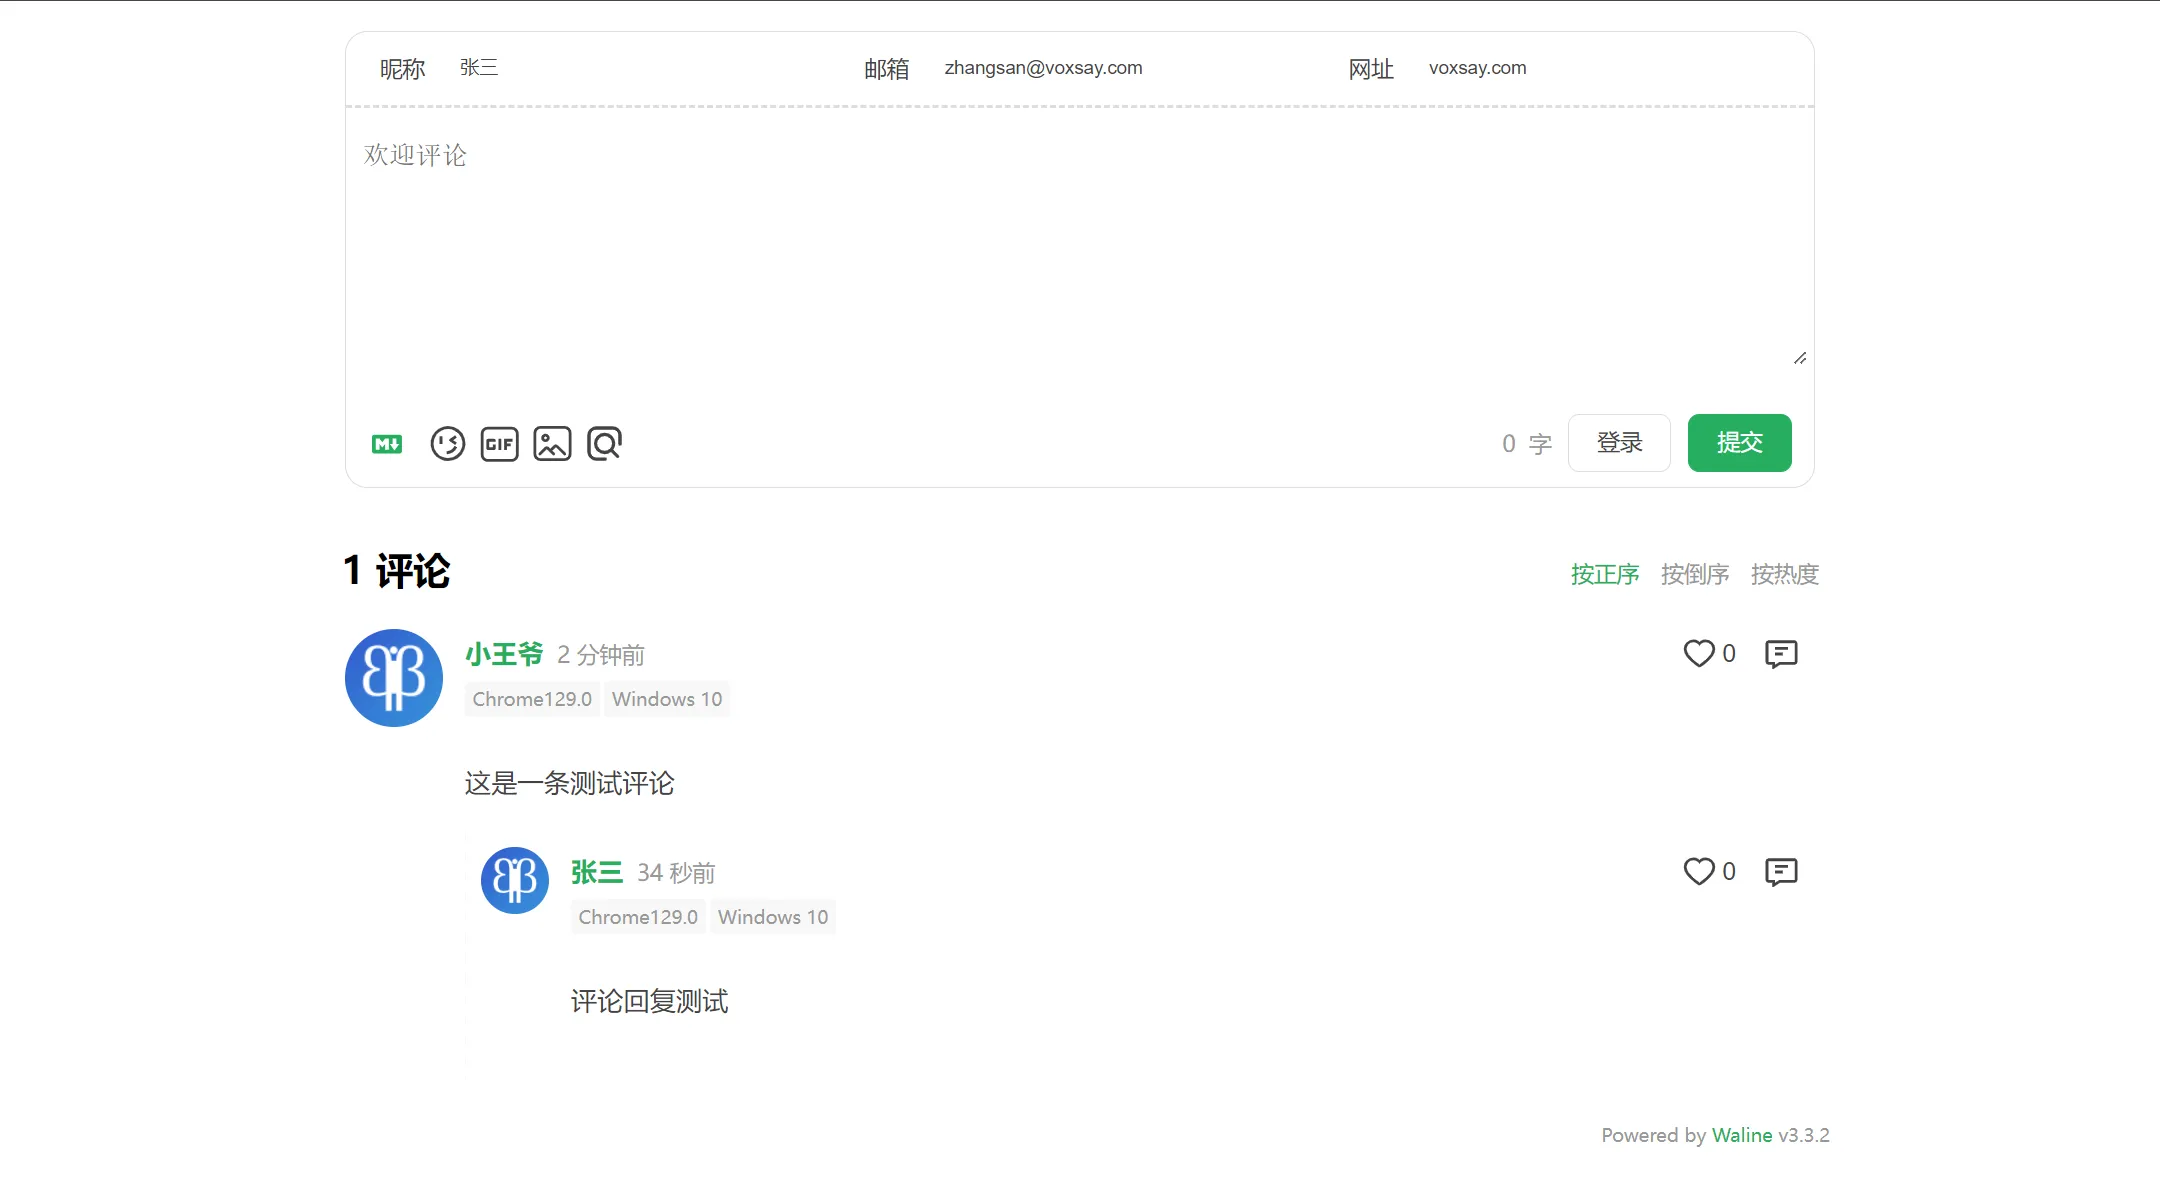 昵称 张三 邮箱 zhangsan@voxsay.com 网址 voxsay.com
欢迎评论
M GIF 0 字 登录 提交
1 评论 按正序 按倒序 按热度
小王爷 2 分钟前 0
Chrome129.0 Windows 10
这是一条测试评论
张三 34 秒前 0
Chrome129.0 Windows 10
评论回复测试
Powered by Waline v3.3.2